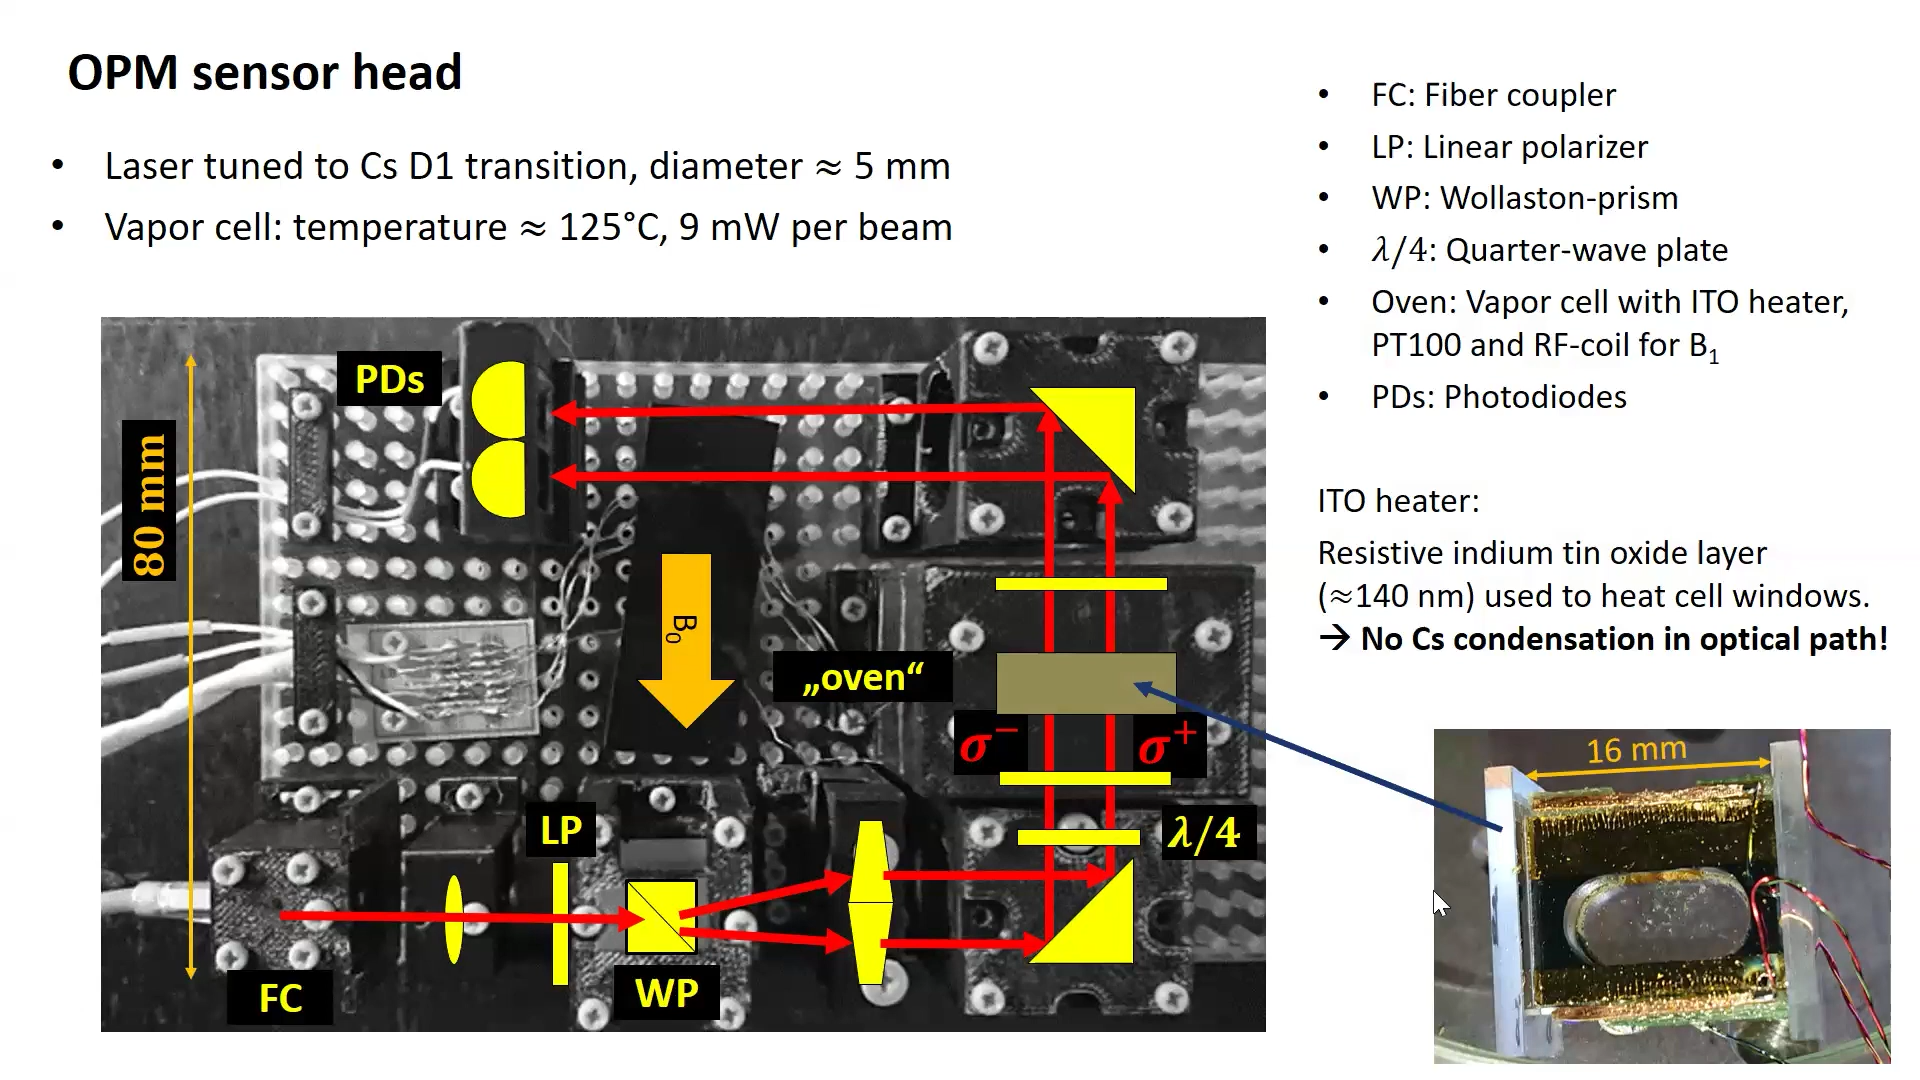 OPM sensor head
• Laser tuned to Cs D1 transition, diameter ≈ 5 mm
• Vapor cell: temperature ≈ 125°C, 9 mW per beam
• FC: Fiber coupler
• LP: Linear polarizer
• WP: Wollaston-prism
• λ/4: Quarter-wave plate
• Oven: Vapor cell with ITO heater,
PT100 and RF-coil for B₁
• PDs: Photodiodes
ITO heater:
Resistive indium tin oxide layer
(≈140 nm) used to heat cell windows.
→ No Cs condensation in optical path!
PDs
80 mm
B₀
„oven“
σ⁻
σ⁺
LP
λ/4
FC
WP
16 mm